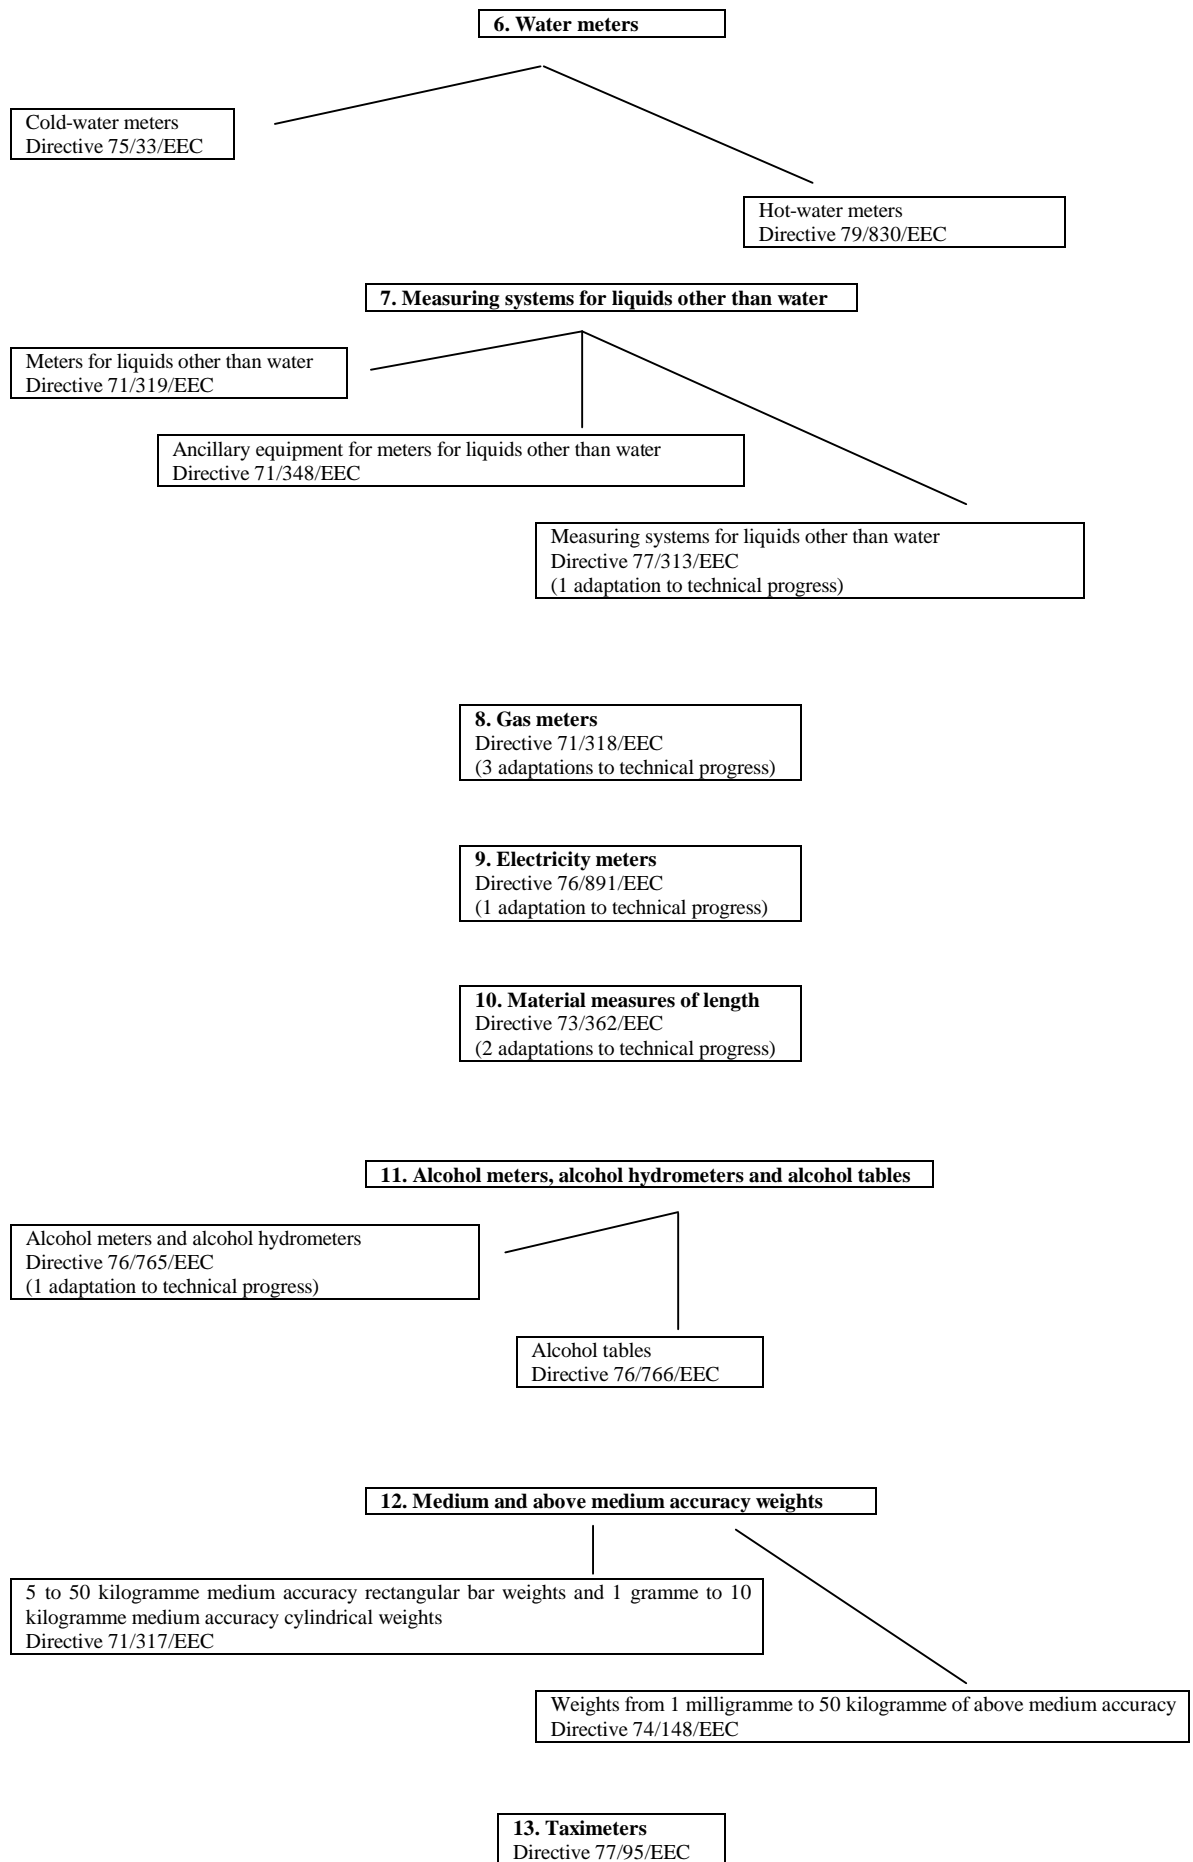 6. Water meters
Cold-water meters
Directive 75/33/EEC
Hot-water meters
Directive 79/830/EEC
7. Measuring systems for liquids other than water
Meters for liquids other than water
Directive 71/319/EEC
Ancillary equipment for meters for liquids other than water
Directive 71/348/EEC
Measuring systems for liquids other than water
Directive 77/313/EEC
(1 adaptation to technical progress)
8. Gas meters
Directive 71/318/EEC
(3 adaptations to technical progress)
9. Electricity meters
Directive 76/891/EEC
(1 adaptation to technical progress)
10. Material measures of length
Directive 73/362/EEC
(2 adaptations to technical progress)
11. Alcohol meters, alcohol hydrometers and alcohol tables
Alcohol meters and alcohol hydrometers
Directive 76/765/EEC
(1 adaptation to technical progress)
Alcohol tables
Directive 76/766/EEC
12. Medium and above medium accuracy weights
5 to 50 kilogramme medium accuracy rectangular bar weights and 1 gramme to 10
kilogramme medium accuracy cylindrical weights
Directive 71/317/EEC
Weights from 1 milligramme to 50 kilogramme of above medium accuracy
Directive 74/148/EEC
13. Taximeters
Directive 77/95/EEC